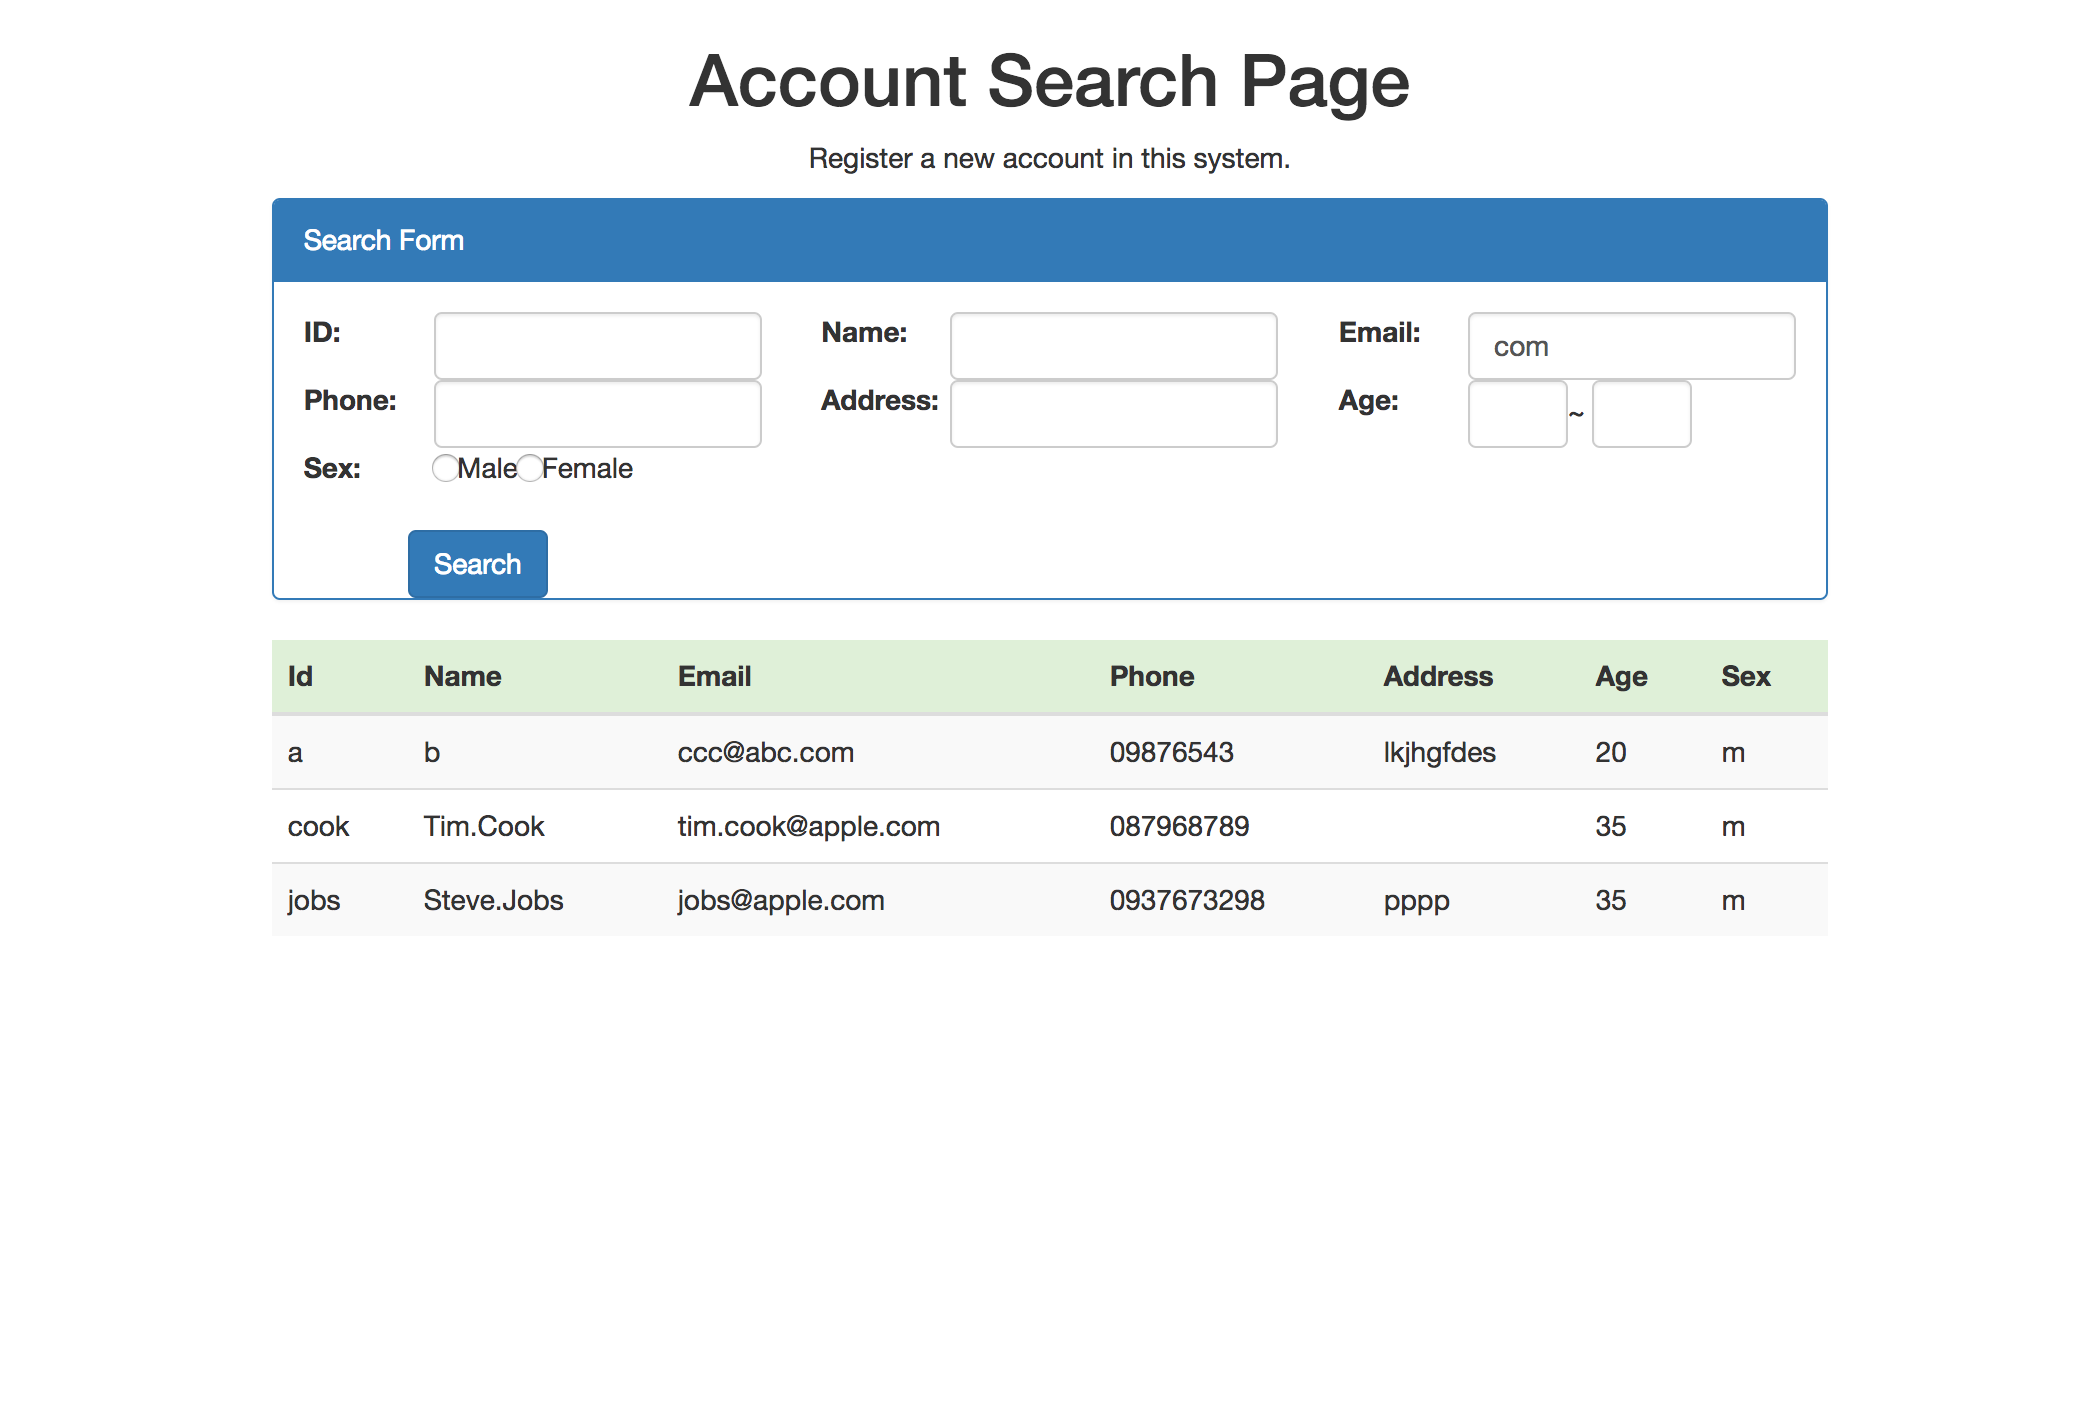 Account Search Page
Register a new account in this system.
Search Form
ID: Name: Email: com
Phone: Address: Age: ~
Sex: Male Female
Search
Id Name Email Phone Address Age Sex
a b ccc@abc.com 09876543 lkjhgfdes 20 m
cook Tim.Cook tim.cook@apple.com 087968789 35 m
jobs Steve.Jobs jobs@apple.com 0937673298 pppp 35 m